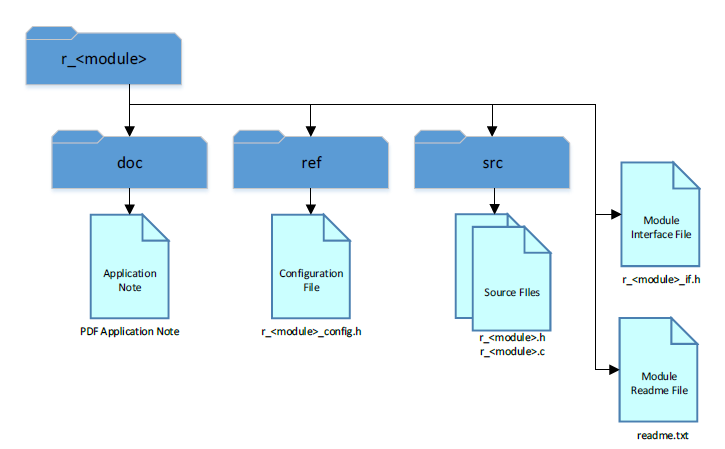 r_<module>
doc
ref
src
Application
Note
PDF Application Note
Configuration
File
r_<module>_config.h
Source FIles
r_<module>.h
r_<module>.c
Module
Interface File
r_<module>_if.h
Module
Readme File
readme.txt